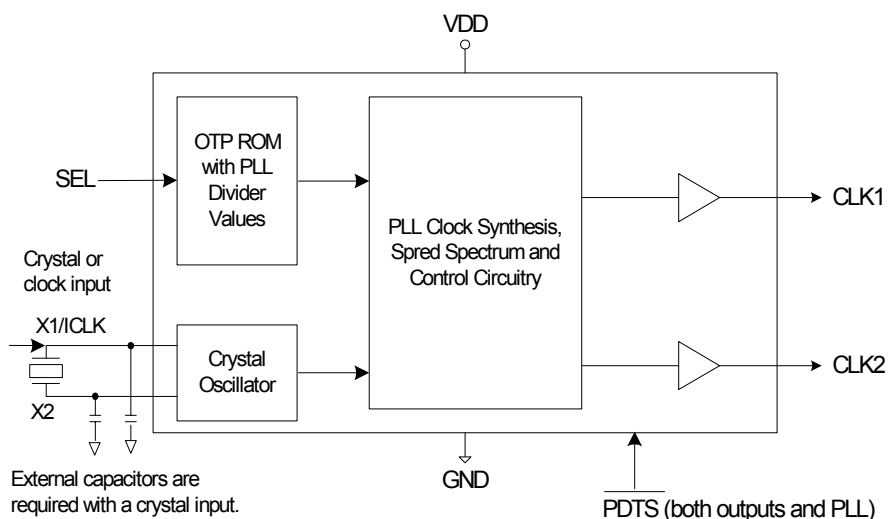 VDD
OTP ROM
with PLL
Divider
Values
SEL
PLL Clock Synthesis,
Spred Spectrum and
Control Circuitry
CLK1
Crystal or
clock input
X1/ICLK
Crystal
Oscillator
CLK2
X2
External capacitors are
required with a crystal input.
GND
PDTS (both outputs and PLL)